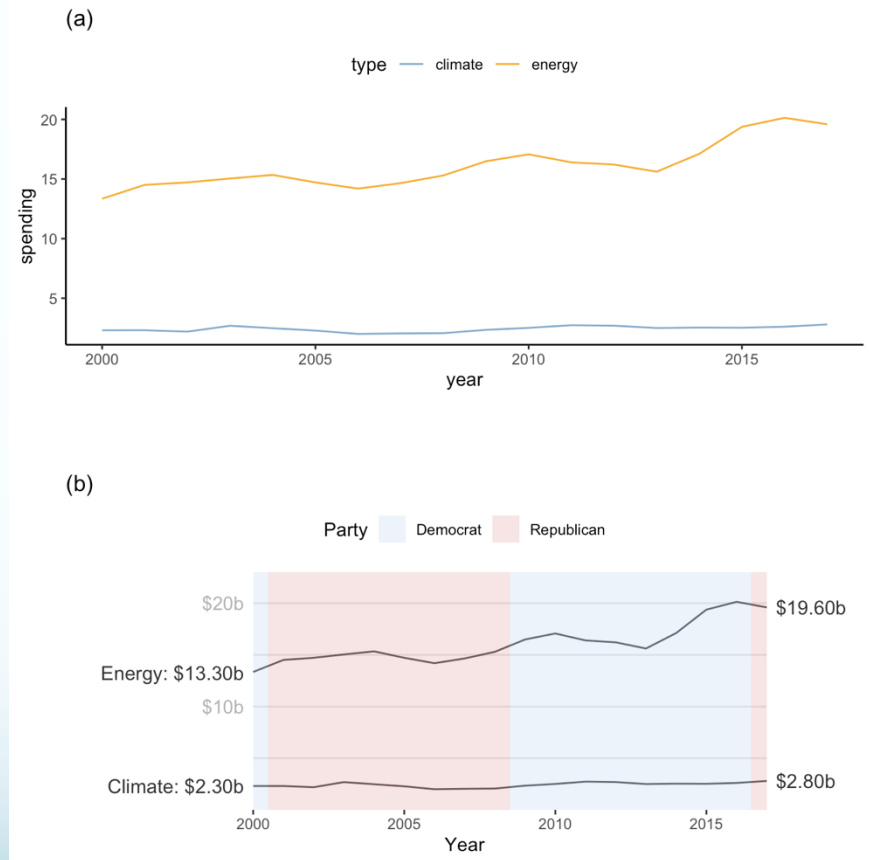 (a)
type climate energy
20
15
10
5
spending
2000 2005 2010 2015
year
(b)
Party Democrat Republican
$20b
$19.60b
Energy: $13.30b
$10b
Climate: $2.30b
$2.80b
2000 2005 2010 2015
Year